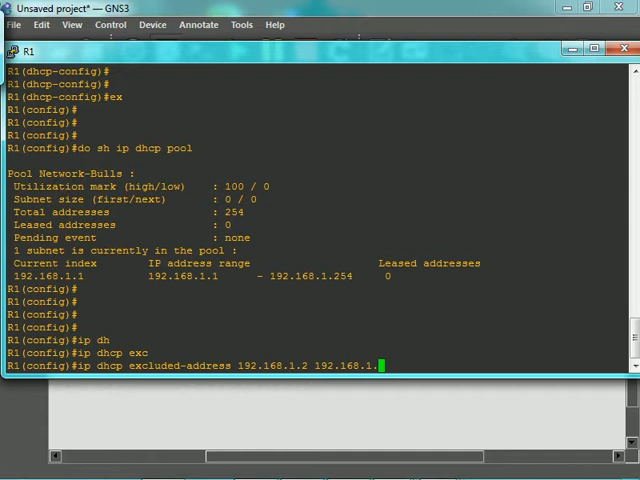 Unsaved project* — GNS3
File Edit View Control Device Annotate Tools Help
R1
R1(dhcp-config)#
R1(dhcp-config)#
R1(dhcp-config)#ex
R1(config)#
R1(config)#
R1(config)#
R1(config)#do sh ip dhcp pool
Pool Network-Bulls :
Utilization mark (high/low) : 100 / 0
Subnet size (first/next) : 0 / 0
Total addresses : 254
Leased addresses : 0
Pending event : none
1 subnet is currently in the pool :
Current index IP address range Leased addresses
192.168.1.1 192.168.1.1 - 192.168.1.254 0
R1(config)#
R1(config)#
R1(config)#
R1(config)#
R1(config)#ip dh
R1(config)#ip dhcp exc
R1(config)#ip dhcp excluded-address 192.168.1.2 192.168.1.